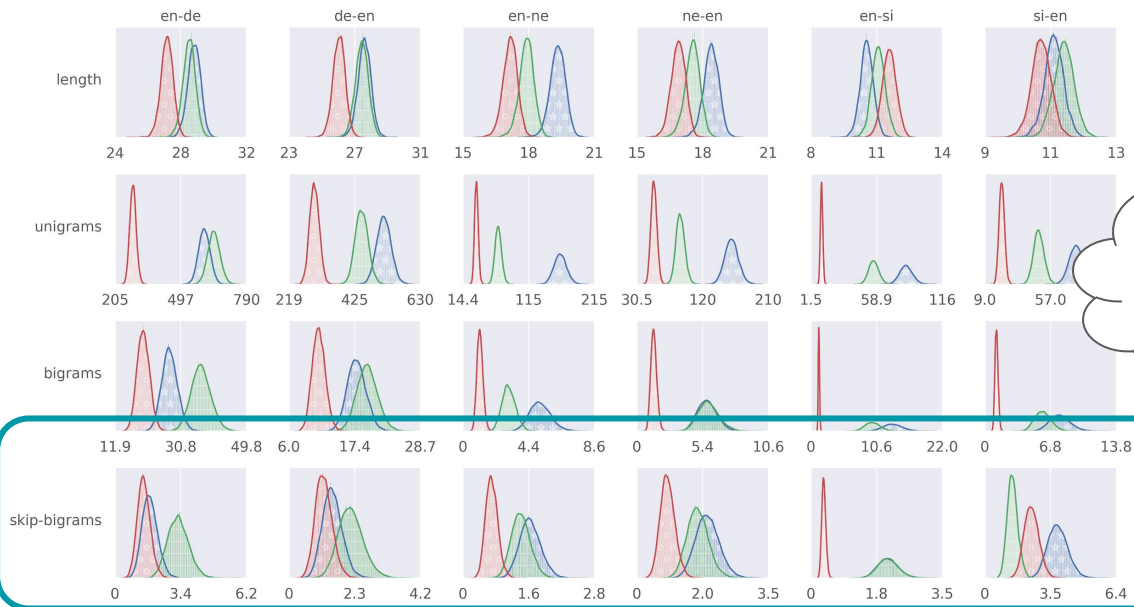 en-de de-en en-ne ne-en en-si si-en
length
24 28 32 23 27 31 15 18 21 15 18 21 8 11 14 9 11 13
unigrams
205 497 790 219 425 630 14.4 115 215 30.5 120 210 1.5 58.9 116 9.0 57.0
bigrams
11.9 30.8 49.8 6.0 17.4 28.7 0 4.4 8.6 0 5.4 10.6 0 10.6 22.0 0 6.8 13.8
skip-bigrams
0 3.4 6.2 0 2.3 4.2 0 1.6 2.8 0 2.0 3.5 0 1.8 3.5 0 3.5 6.4